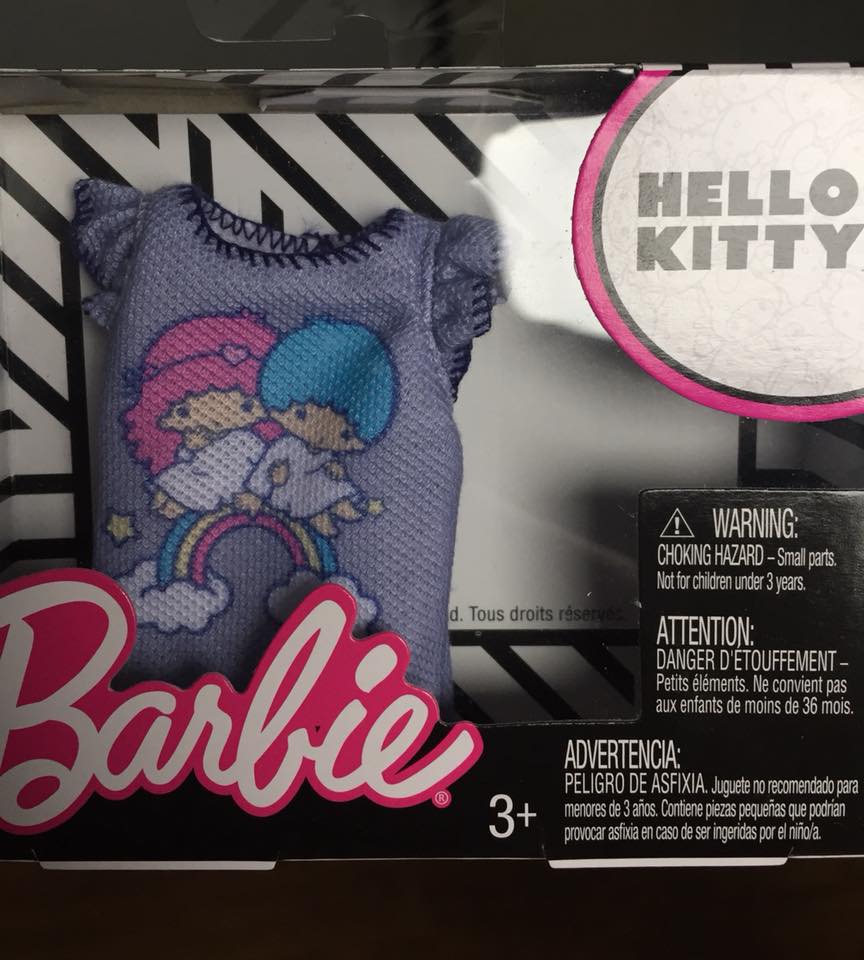 HELLO
KITTY
WARNING:
CHOKING HAZARD – Small parts.
Not for children under 3 years.
d. Tous droits réservés.
ATTENTION:
DANGER D'ÉTOUFFEMENT –
Petits éléments. Ne convient pas
aux enfants de moins de 36 mois.
Barbie®
3+
ADVERTENCIA:
PELIGRO DE ASFIXIA. Juguete no recomendado para
menores de 3 años. Contiene piezas pequeñas que podrían
provocar asfixia en caso de ser ingeridas por el niño/a.